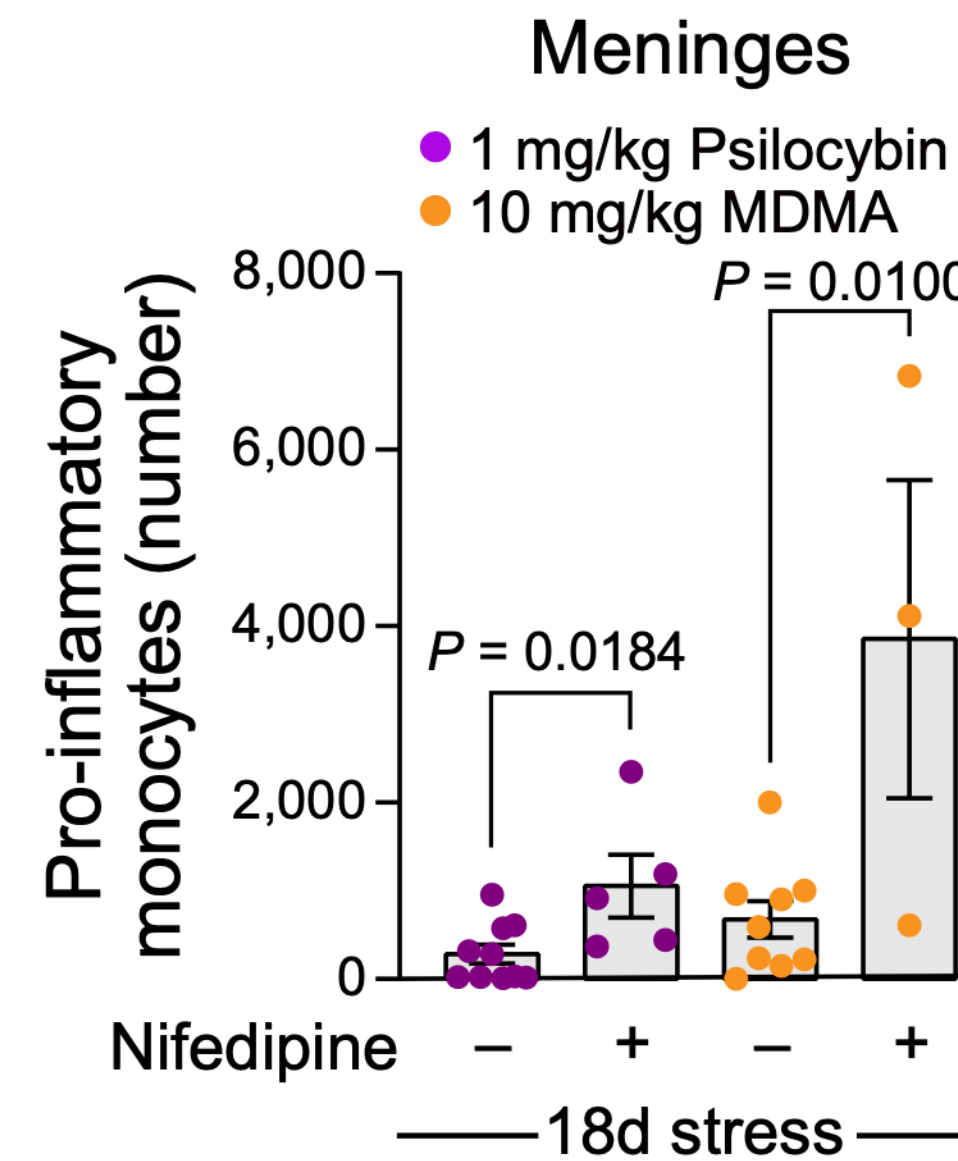 Meninges
1 mg/kg Psilocybin
10 mg/kg MDMA
Pro-inflammatory
monocytes (number)
8,000
6,000
4,000
2,000
0
P = 0.0184
P = 0.0100
Nifedipine – + – +
18d stress